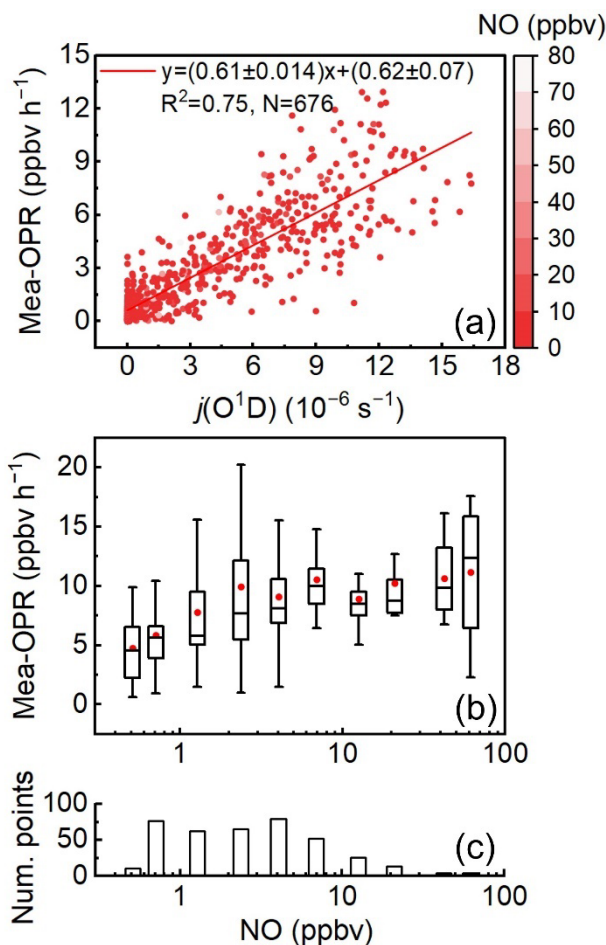 NO (ppbv)
15
12
9
6
3
0
Mea-OPR (ppbv h⁻¹)
y=(0.61±0.014)x+(0.62±0.07)
R²=0.75, N=676
(a)
80
70
60
50
40
30
20
10
0
0 3 6 9 12 15 18
j(O¹D) (10⁻⁶ s⁻¹)
20
15
10
5
0
Mea-OPR (ppbv h⁻¹)
(b)
1 10 100
100
50
0
Num. points
(c)
1 10 100
NO (ppbv)